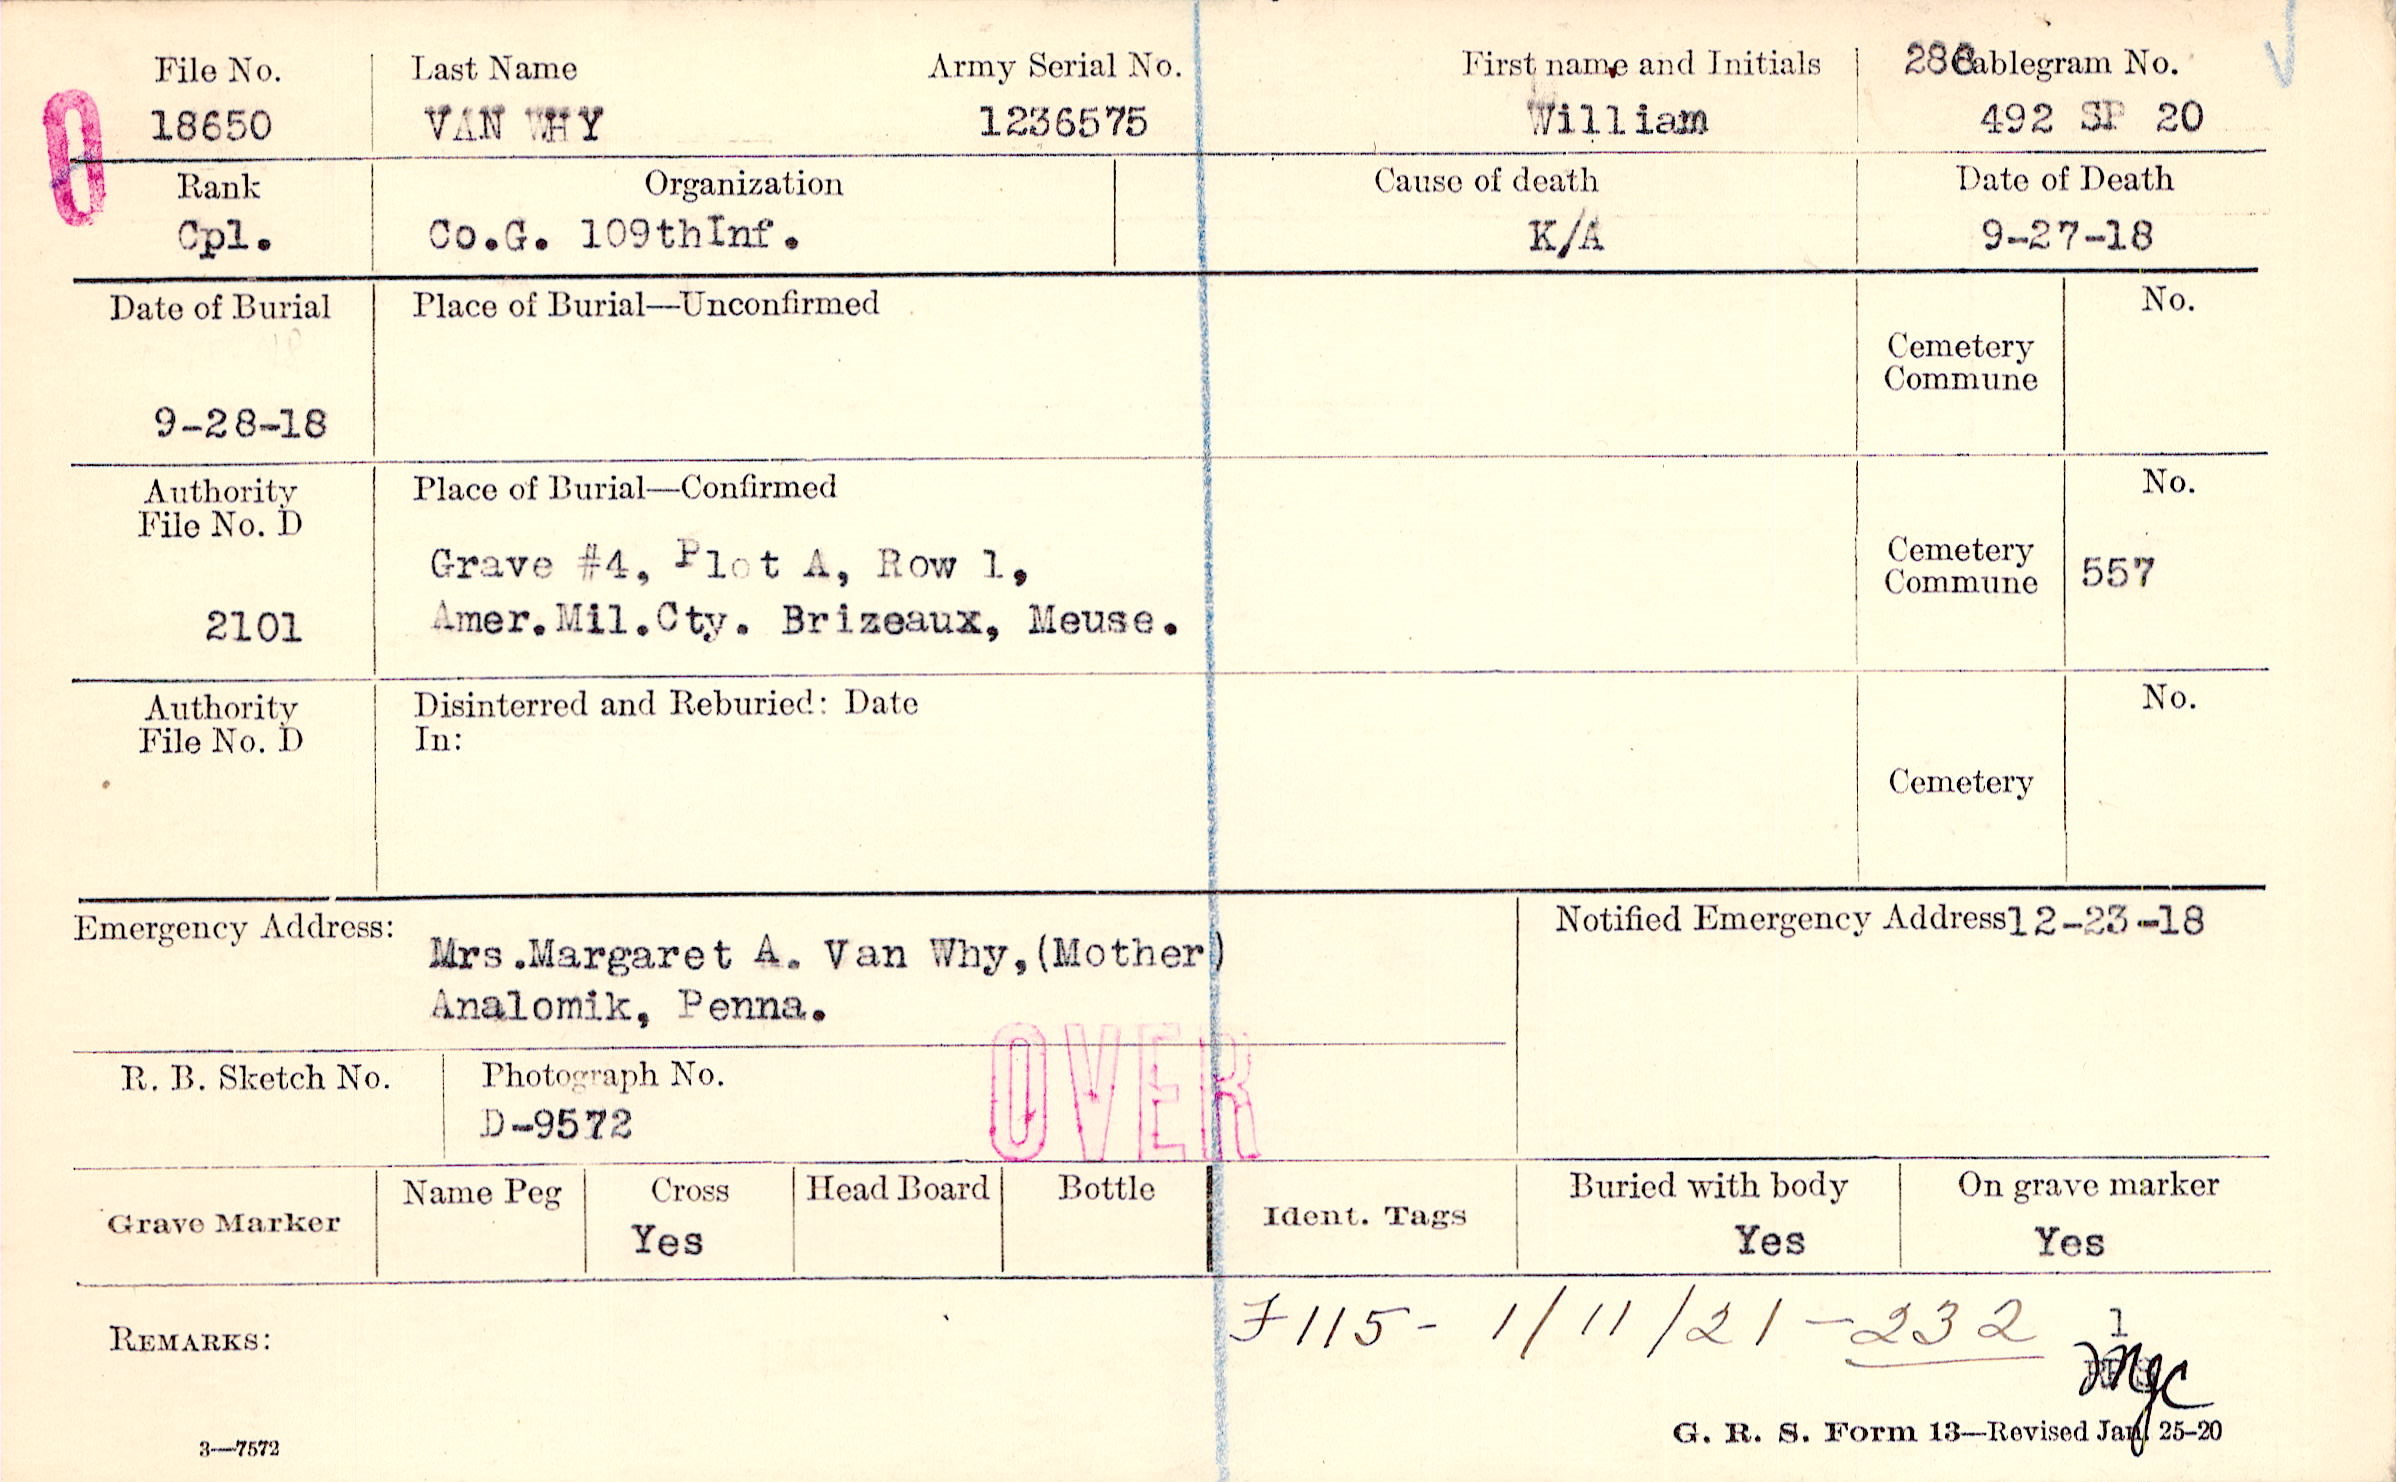 File No. Last Name Army Serial No. First name and Initials 288 Cablegram No.
18650 VAN WHY 1236575 William 492 SP 20
0
Rank Organization Cause of death Date of Death
Cpl. Co.G. 109thInf. K/A 9-27-18
Date of Burial Place of Burial—Unconfirmed No.
Cemetery
Commune
9-28-18
Authority Place of Burial—Confirmed No.
File No. D
Grave #4, Plot A, Row 1, Cemetery
Commune 557
2101 Amer.Mil.Cty. Brizeaux, Meuse.
Authority Disinterred and Reburied: Date No.
File No. D In:
Cemetery
Emergency Address: Notified Emergency Address 12-23-18
Mrs.Margaret A. Van Why,(Mother)
Analomik, Penna.
OVER
R. B. Sketch No. Photograph No.
D-9572
Grave Marker Name Peg Cross Head Board Bottle Ident. Tags Buried with body On grave marker
Yes Yes Yes
F115- 1/11/21-232 1
REMARKS:
G. R. S. Form 13—Revised Jan. 25-20
3—7572